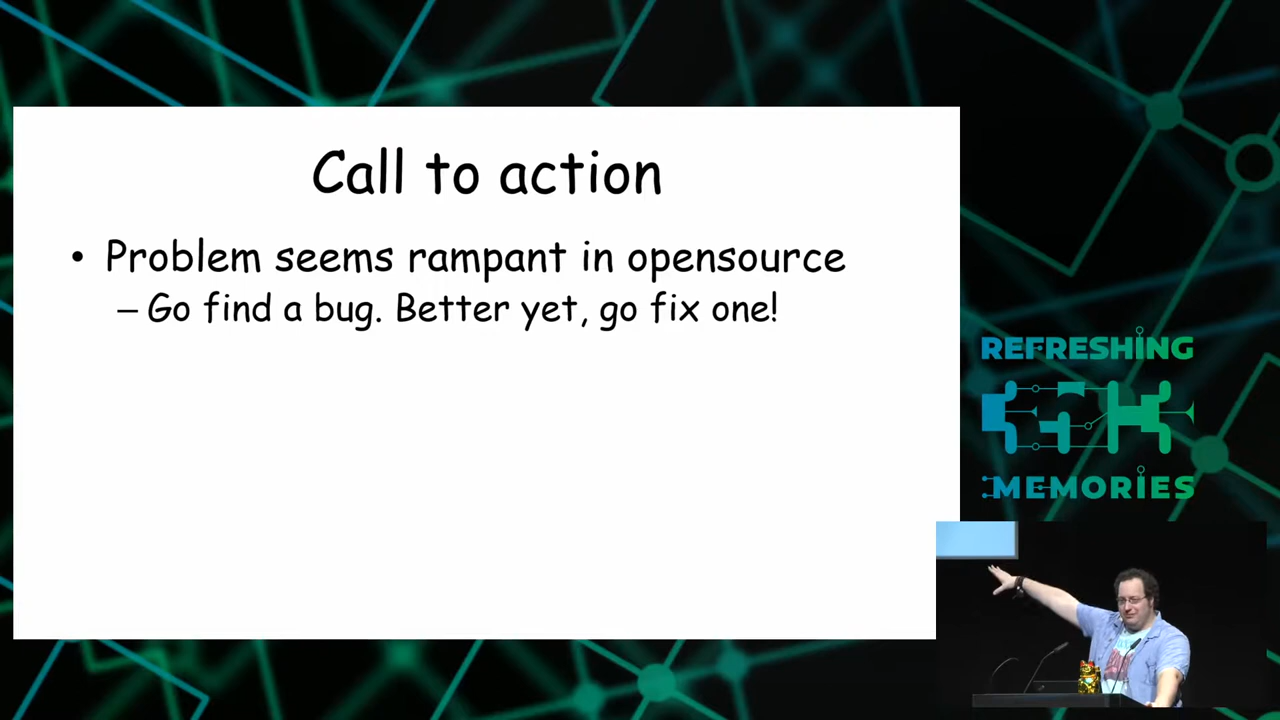 Call to action
• Problem seems rampant in opensource
– Go find a bug. Better yet, go fix one!
REFRESHING
MEMORIES